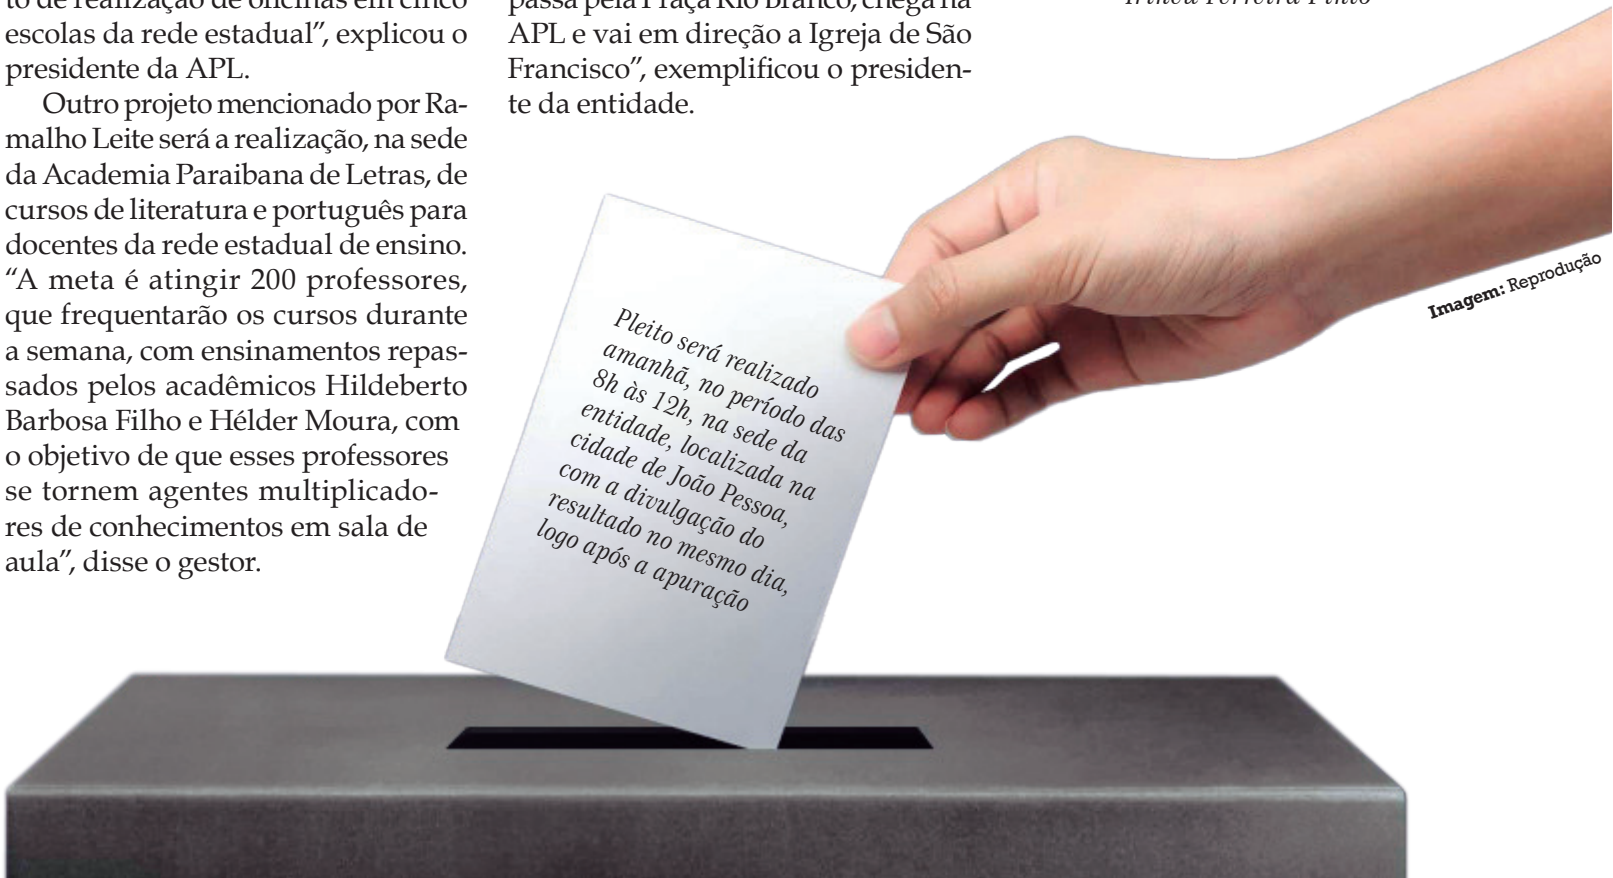 to de realização de oficinas em cinco
escolas da rede estadual”, explicou o
presidente da APL.
Outro projeto mencionado por Ra-
malho Leite será a realização, na sede
da Academia Paraibana de Letras, de
cursos de literatura e português para
docentes da rede estadual de ensino.
“A meta é atingir 200 professores,
que frequentarão os cursos durante
a semana, com ensinamentos repas-
sados pelos acadêmicos Hildeberto
Barbosa Filho e Hélder Moura, com
o objetivo de que esses professores
se tornem agentes multiplicado-
res de conhecimentos em sala de
aula”, disse o gestor.
passa pela Praça Rio Branco, chega na
APL e vai em direção a Igreja de São
Francisco”, exemplificou o presiden-
te da entidade.
Irineu Ferreira Pinto
Imagem: Reprodução
Pleito será realizado
amanhã, no período das
8h às 12h, na sede da
entidade, localizada na
cidade de João Pessoa,
com a divulgação do
resultado no mesmo dia,
logo após a apuração